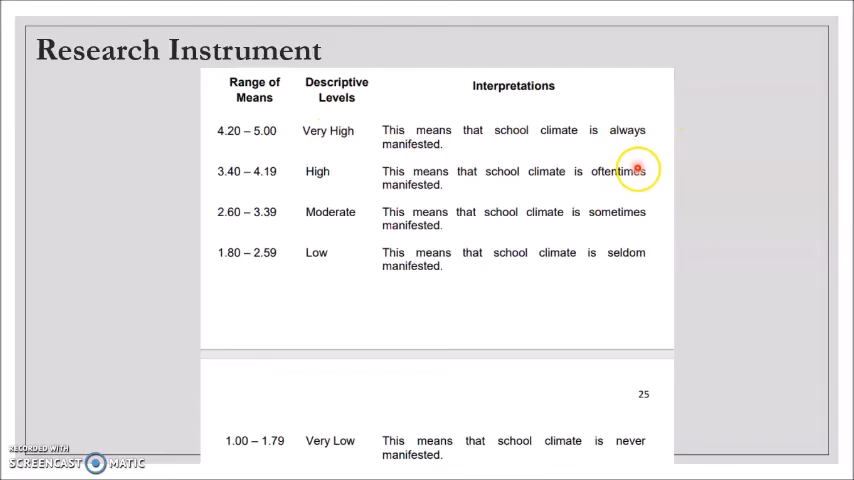 Research Instrument
Range of Means Descriptive Levels Interpretations
4.20 – 5.00 Very High This means that school climate is always
manifested.
3.40 – 4.19 High This means that school climate is oftentimes
manifested.
2.60 – 3.39 Moderate This means that school climate is sometimes
manifested.
1.80 – 2.59 Low This means that school climate is seldom
manifested.
25
1.00 – 1.79 Very Low This means that school climate is never
manifested.
RECORDED WITH
SCREENCAST MATIC